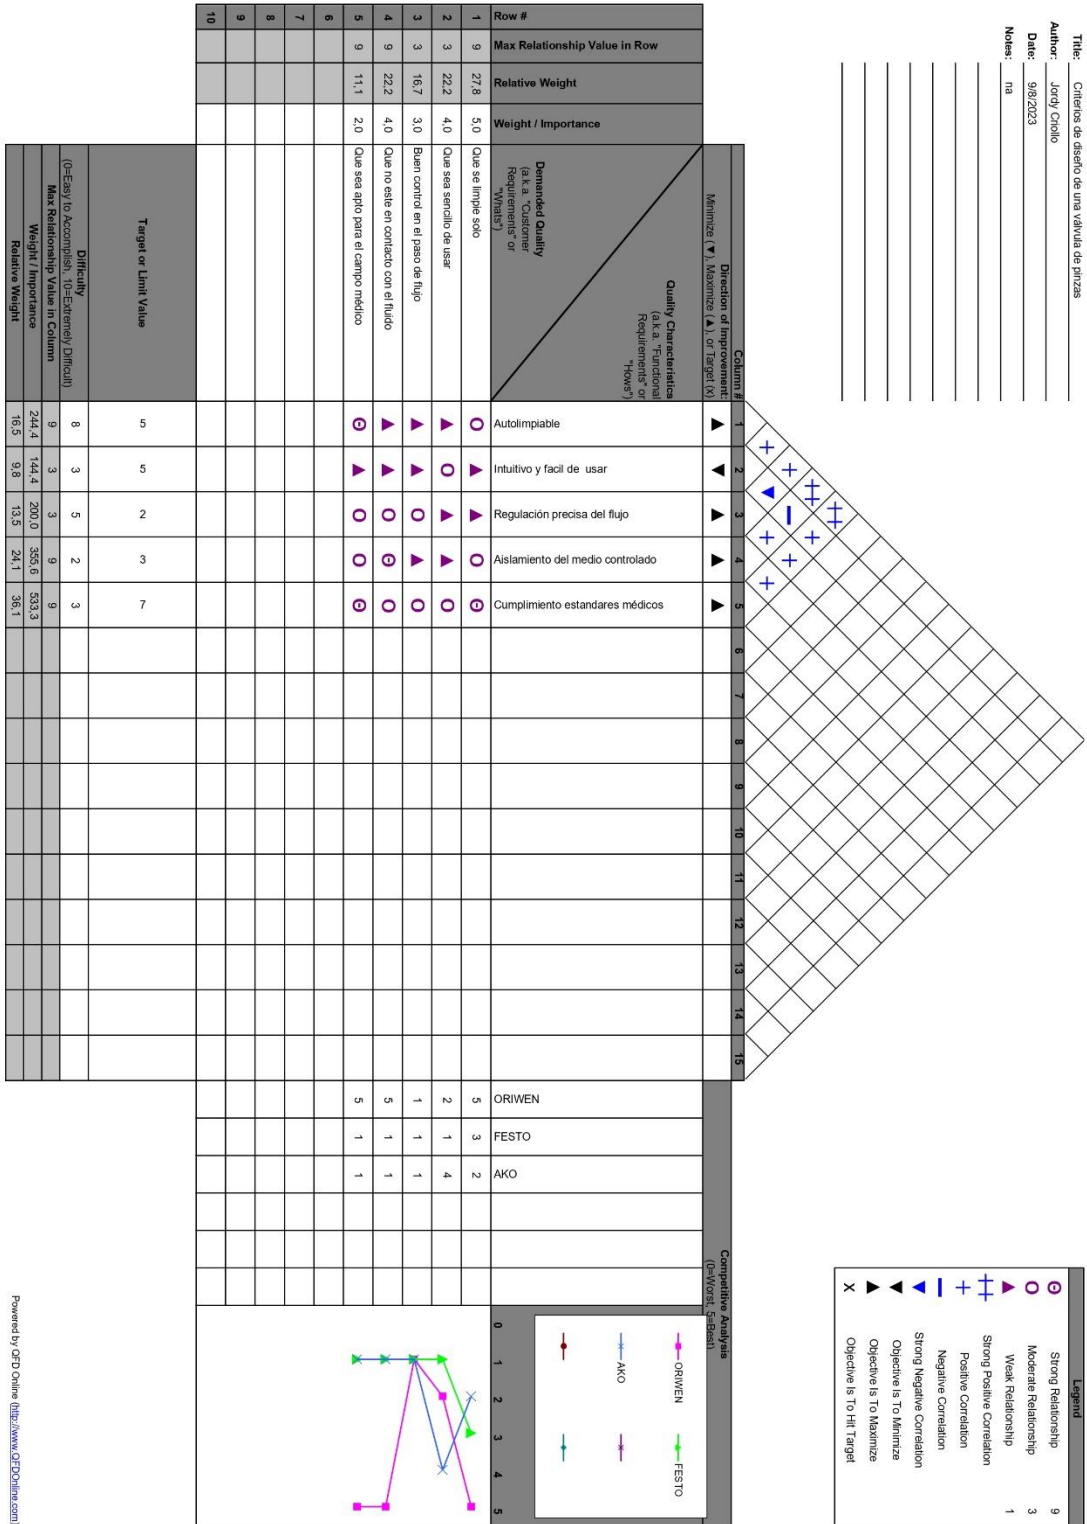 Title: Criterios de diseño de una válvula de pinzas
Author: Jordy Criollo
Date: 9/8/2023
Notes: na
Legend
Θ Strong Relationship 9
O Moderate Relationship 3
▲ Weak Relationship 1
++ Strong Positive Correlation
+ Positive Correlation
− Negative Correlation
▼ Strong Negative Correlation
▼ Objective Is To Minimize
▲ Objective Is To Maximize
X Objective Is To Hit Target
Column # 1 2 3 4 5 6 7 8 9 10 11 12 13 14 15
Direction of Improvement:
Minimize (▼), Maximize (▲), or Target (x)
Quality Characteristics
(a.k.a. "Functional
Requirements" or
"Hows")
Demanded Quality
(a.k.a. "Customer
Requirements" or
"Whats")
Row #
Max Relationship Value in Row
Relative Weight
Weight / Importance
Autolimpiable
Intuitivo y facil de usar
Regulación precisa del flujo
Aislamiento del medio controlado
Cumplimiento estandares médicos
Competitive Analysis
(0=Worst, 5=Best)
ORIWEN
FESTO
AKO
ORIWEN FESTO
AKO
0 1 2 3 4 5
1 9 27,8 5,0 Que se limpie solo O ▲ ▲ O Θ 5 3 2
2 3 22,2 4,0 Que sea sencillo de usar ▲ O ▲ ▲ O 2 1 4
3 3 16,7 3,0 Buen control en el paso de flujo ▲ ▲ O ▲ O 1 1 1
4 9 22,2 4,0 Que no este en contacto con el fluido ▲ ▲ O Θ O 5 1 1
5 9 11,1 2,0 Que sea apto para el campo médico Θ ▲ O O Θ 5 1 1
6
7
8
9
10
Target or Limit Value 5 5 2 3 7
Difficulty
(0=Easy to Accomplish, 10=Extremely Difficult) 8 3 5 2 3
Max Relationship Value in Column 9 3 3 9 9
Weight / Importance 244,4 144,4 200,0 355,6 533,3
Relative Weight 16,5 9,8 13,5 24,1 36,1
Powered by QFD Online (http://www.QFDOnline.com)